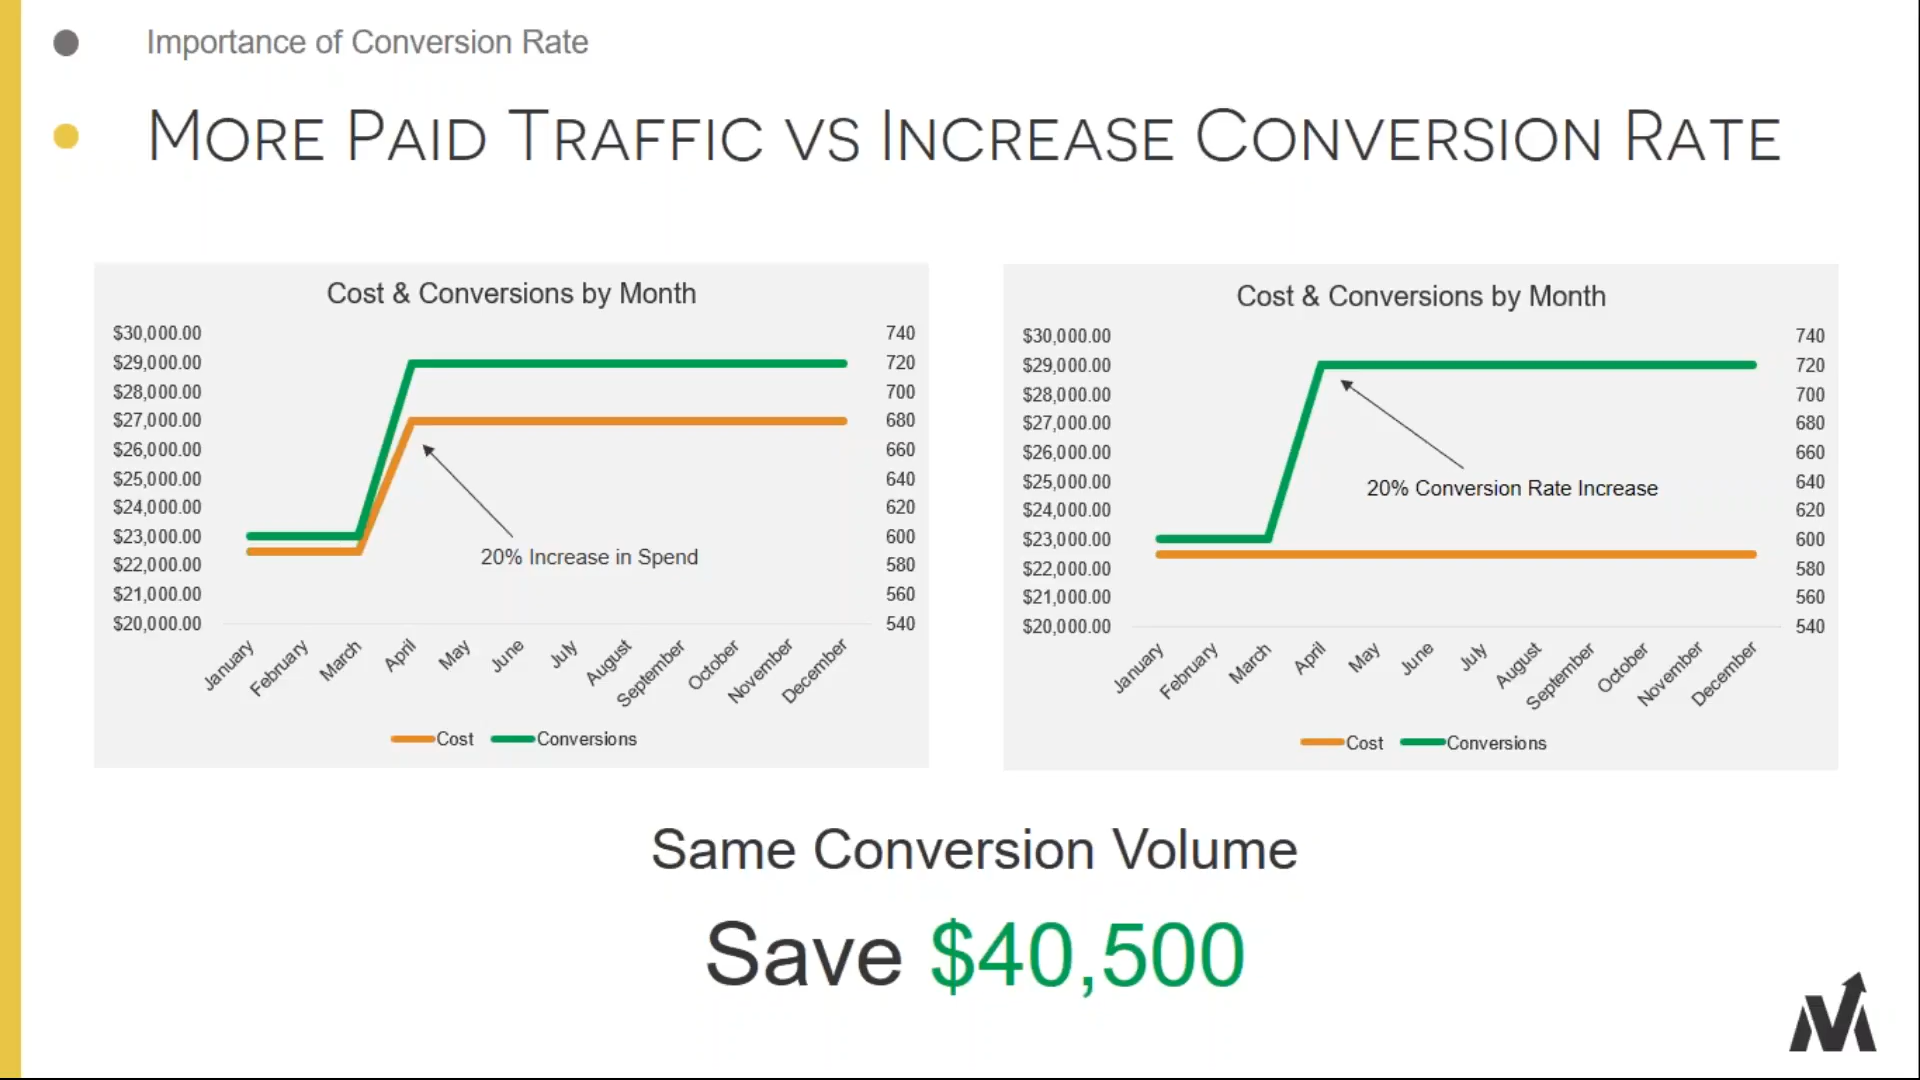 Importance of Conversion Rate
MORE PAID TRAFFIC VS INCREASE CONVERSION RATE
Cost & Conversions by Month
$30,000.00
$29,000.00
$28,000.00
$27,000.00
$26,000.00
$25,000.00
$24,000.00
$23,000.00
$22,000.00
$21,000.00
$20,000.00
740
720
700
680
660
640
620
600
580
560
540
20% Increase in Spend
January
February
March
April
May
June
July
August
September
October
November
December
Cost
Conversions
Cost & Conversions by Month
$30,000.00
$29,000.00
$28,000.00
$27,000.00
$26,000.00
$25,000.00
$24,000.00
$23,000.00
$22,000.00
$21,000.00
$20,000.00
740
720
700
680
660
640
620
600
580
560
540
20% Conversion Rate Increase
January
February
March
April
May
June
July
August
September
October
November
December
Cost
Conversions
Same Conversion Volume
Save $40,500